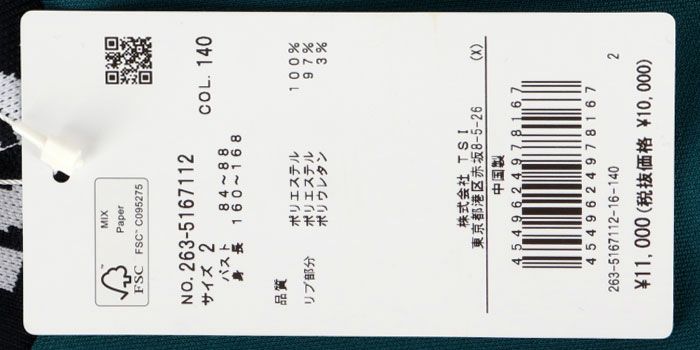 MIX
Paper
FSC™ C095275
FSC
NO. 263-5167112 COL. 140
サイズ 2
バスト 84～88
身長 160～168
品質 ポリエステル 100%
リブ部分 ポリエステル 97%
ポリウレタン 3%
株式会社 TSI (X)
東京都港区赤坂8-5-26
中国製
4549624978167
4549624978167
263-5167112-16-140 2
¥11,000(税抜価格 ¥10,000)